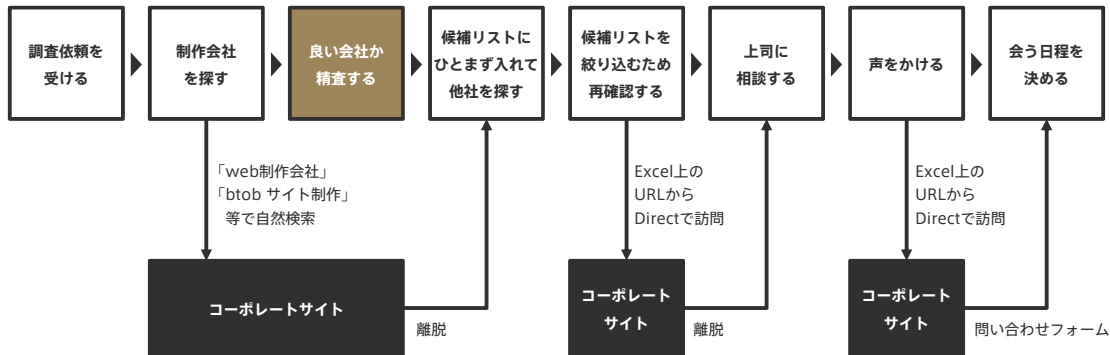 調査依頼を
受ける
制作会社
を探す
良い会社か
精査する
候補リストに
ひとまず入れて
他社を探す
候補リストを
絞り込むため
再確認する
上司に
相談する
声をかける
会う日程を
決める
「web制作会社」
「btob サイト制作」
等で自然検索
Excel上の
URLから
Directで訪問
Excel上の
URLから
Directで訪問
コーポレートサイト
離脱
コーポレート
サイト
離脱
コーポレート
サイト
問い合わせフォーム